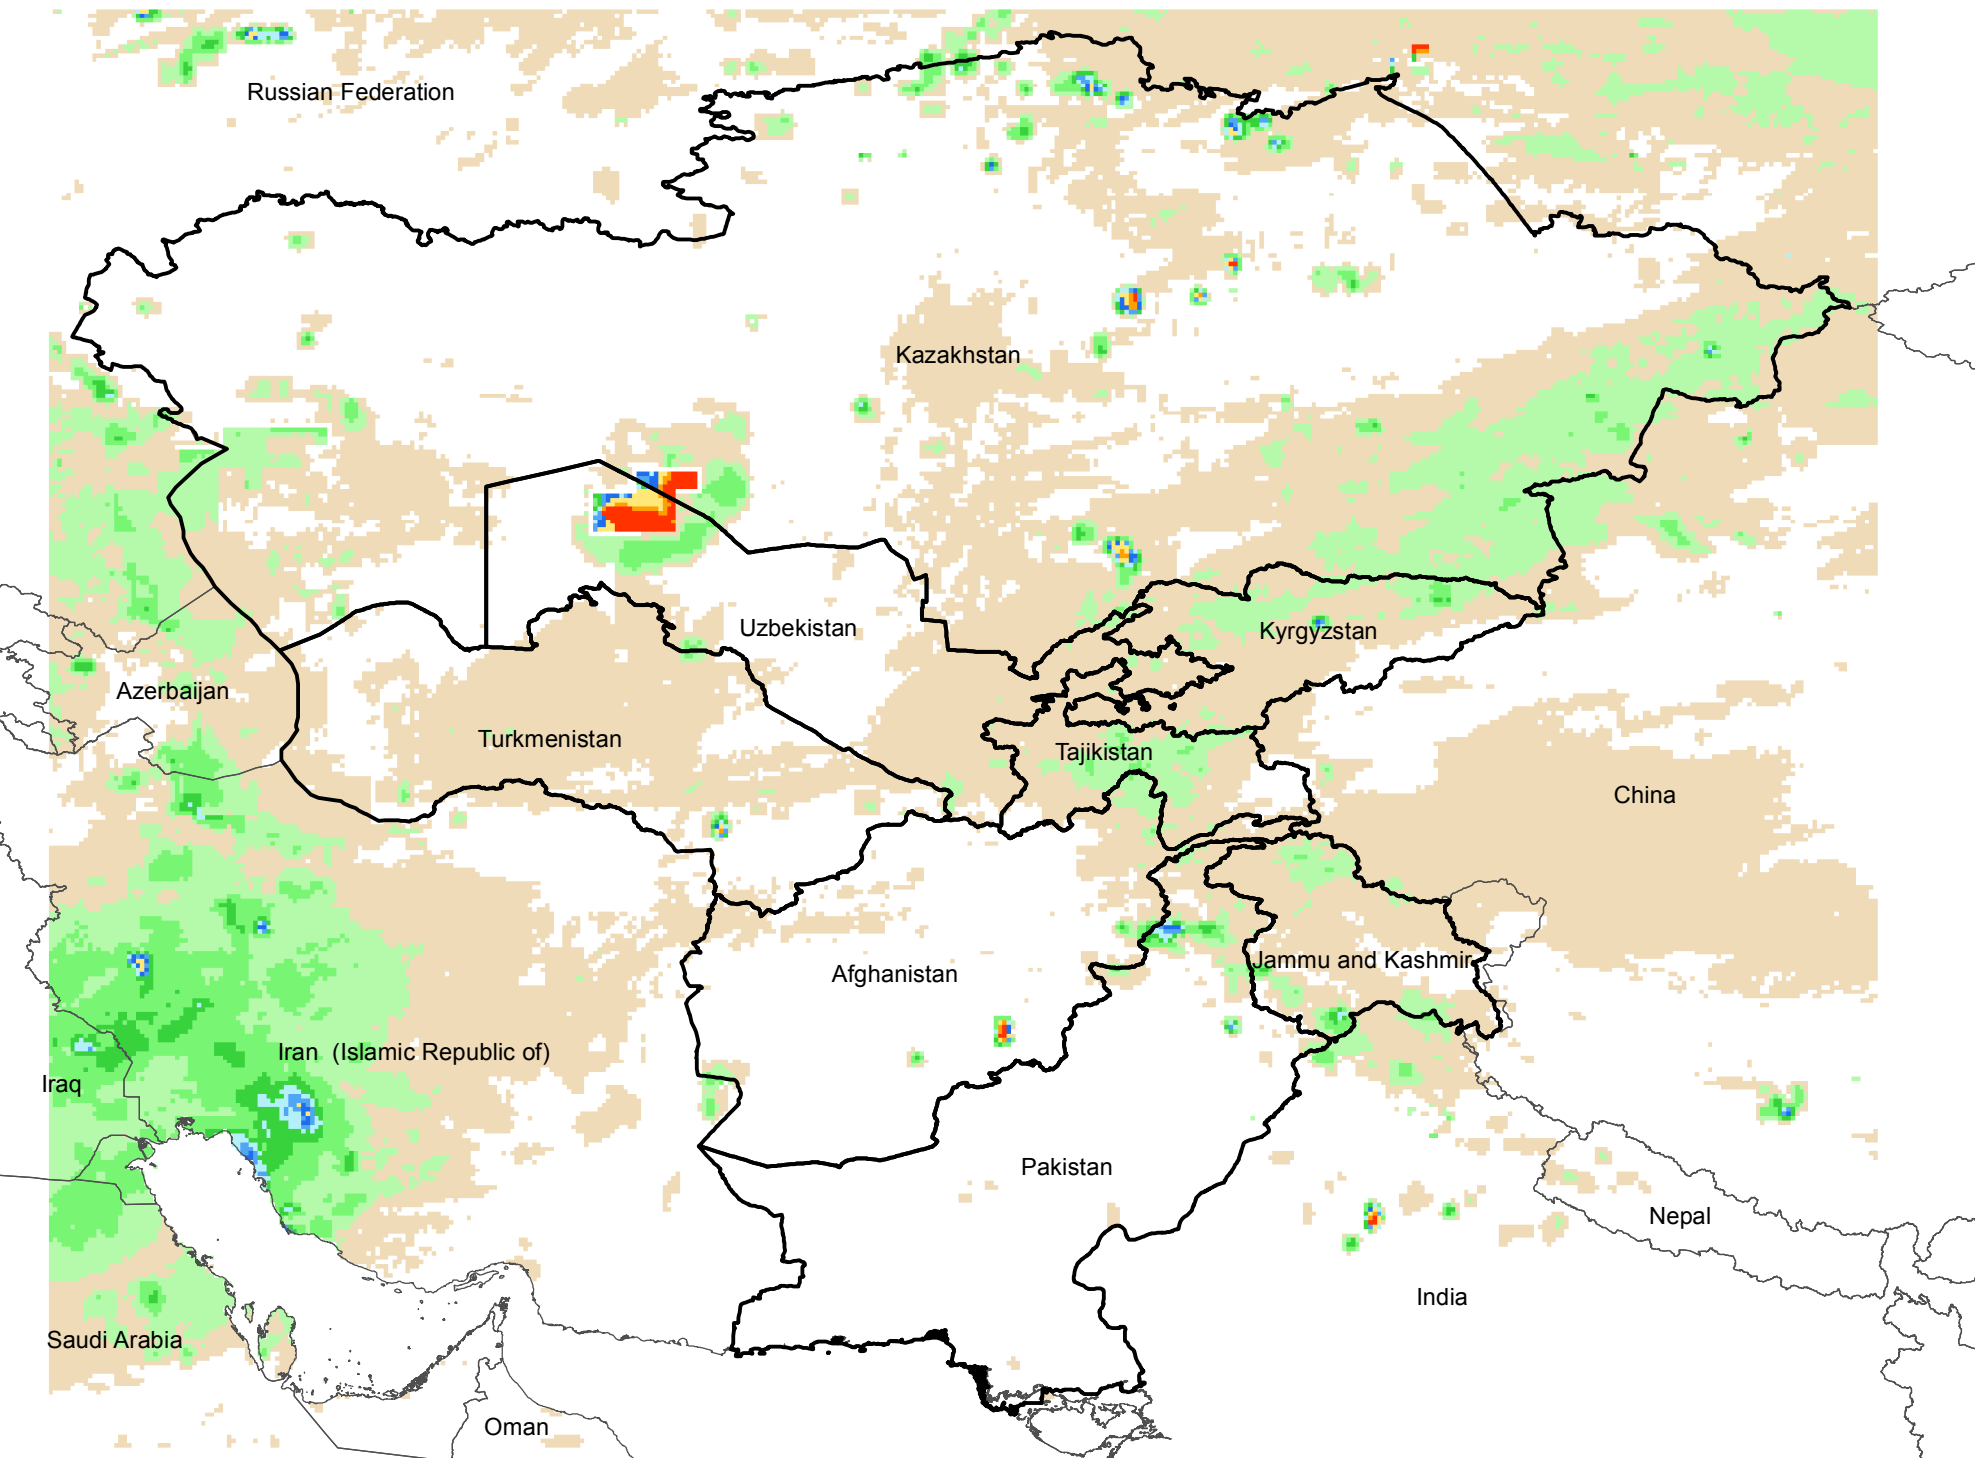 Russian Federation
Kazakhstan
Uzbekistan
Kyrgyzstan
Azerbaijan
Turkmenistan
Tajikistan
China
Jammu and Kashmir
Afghanistan
Iran  (Islamic Republic of)
Iraq
Pakistan
Nepal
India
Saudi Arabia
Oman